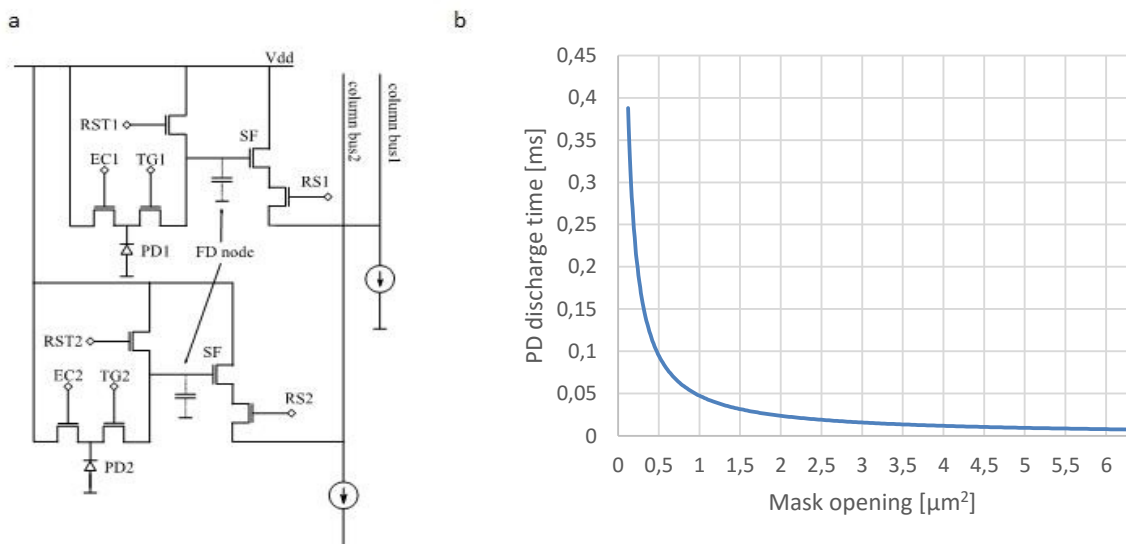 a
Vdd
RST1
SF
EC1
TG1
RS1
PD1
FD node
column bus2
column bus1
RST2
SF
EC2
TG2
RS2
PD2
b
PD discharge time [ms]
0,45
0,4
0,35
0,3
0,25
0,2
0,15
0,1
0,05
0
0 0,5 1 1,5 2 2,5 3 3,5 4 4,5 5 5,5 6
Mask opening [µm²]